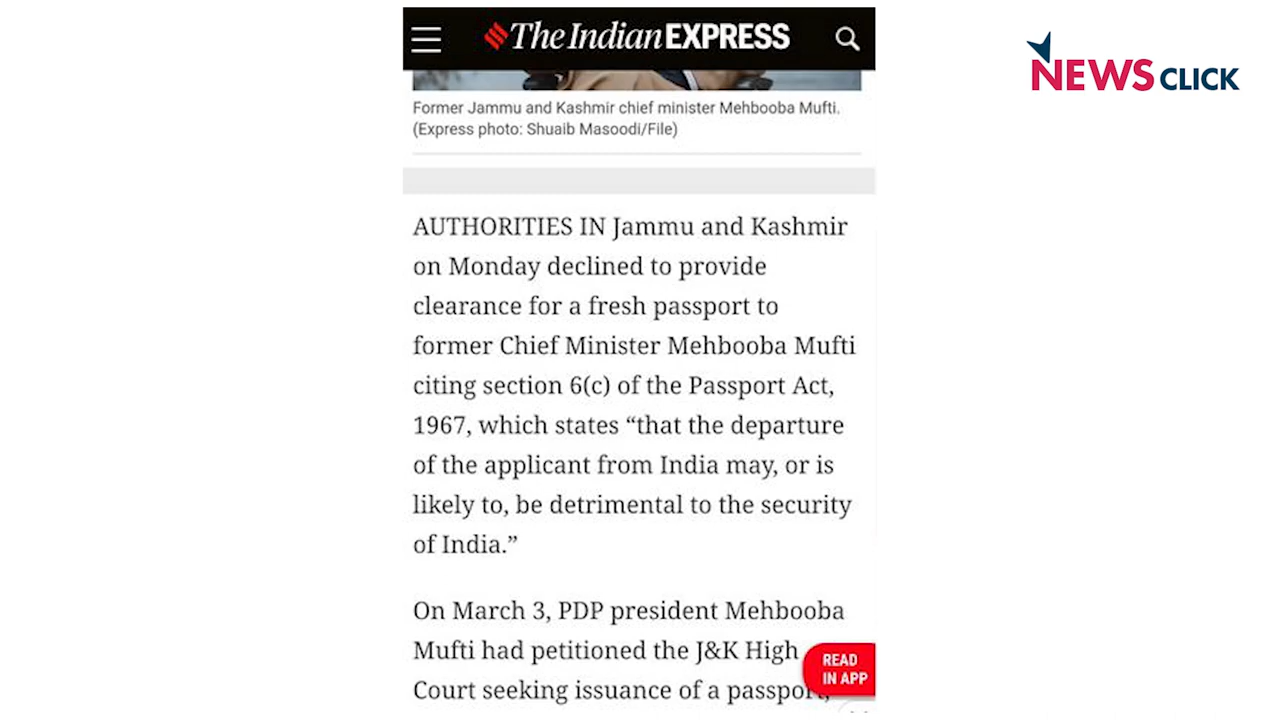 The Indian EXPRESS
NEWSCLICK
Former Jammu and Kashmir chief minister Mehbooba Mufti.
(Express photo: Shuaib Masoodi/File)
AUTHORITIES IN Jammu and Kashmir
on Monday declined to provide
clearance for a fresh passport to
former Chief Minister Mehbooba Mufti
citing section 6(c) of the Passport Act,
1967, which states “that the departure
of the applicant from India may, or is
likely to, be detrimental to the security
of India.”
On March 3, PDP president Mehbooba
Mufti had petitioned the J&K High
Court seeking issuance of a passport,
READ
IN APP